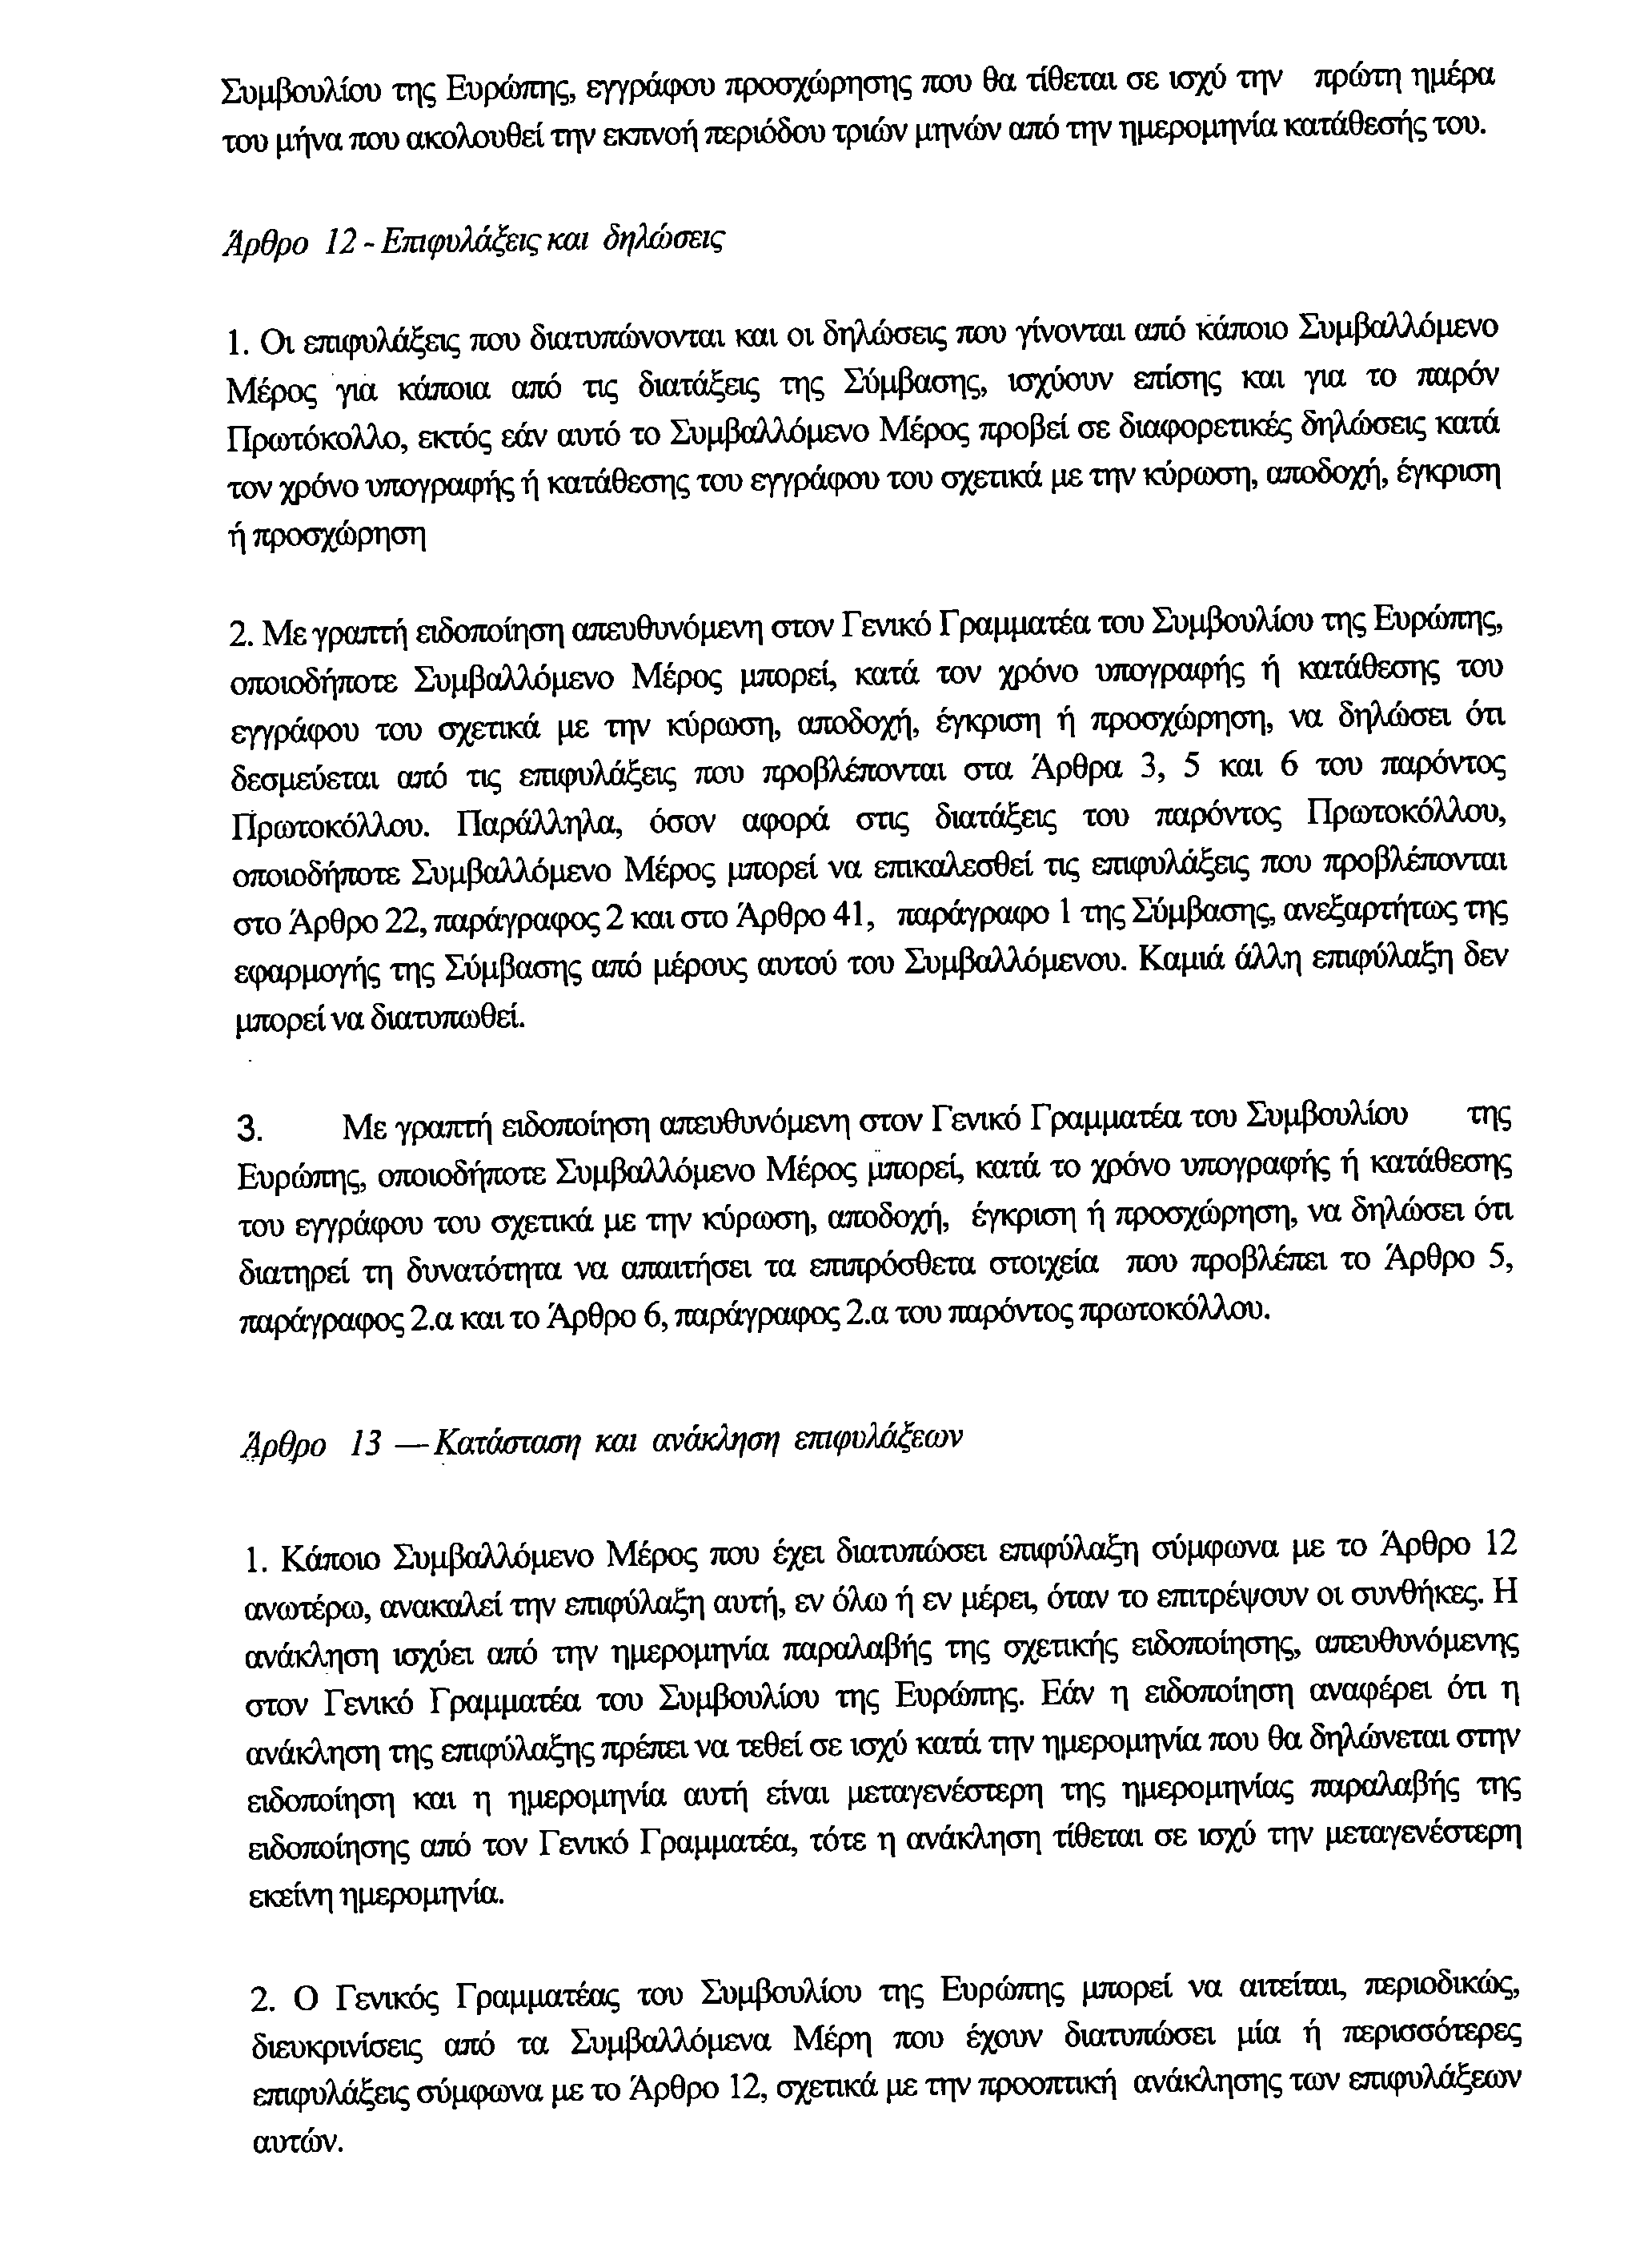 Συμβουλίου της Ευρώπης, εγγράφου προσχώρησης που θα τίθεται σε ισχύ την πρώτη ημέρα
του μήνα που ακολουθεί την εκπνοή περιόδου τριών μηνών από την ημερομηνία κατάθεσής του.
Άρθρο 12 - Επιφυλάξεις και δηλώσεις
1. Οι επιφυλάξεις που διατυπώνονται και οι δηλώσεις που γίνονται από κάποιο Συμβαλλόμενο
Μέρος για κάποια από τις διατάξεις της Σύμβασης, ισχύουν επίσης και για το παρόν
Πρωτόκολλο, εκτός εάν αυτό το Συμβαλλόμενο Μέρος προβεί σε διαφορετικές δηλώσεις κατά
τον χρόνο υπογραφής ή κατάθεσης του εγγράφου του σχετικά με την κύρωση, αποδοχή, έγκριση
ή προσχώρηση
2. Με γραπτή ειδοποίηση απευθυνόμενη στον Γενικό Γραμματέα του Συμβουλίου της Ευρώπης,
οποιοδήποτε Συμβαλλόμενο Μέρος μπορεί, κατά τον χρόνο υπογραφής ή κατάθεσης του
εγγράφου του σχετικά με την κύρωση, αποδοχή, έγκριση ή προσχώρηση, να δηλώσει ότι
δεσμεύεται από τις επιφυλάξεις που προβλέπονται στα Άρθρα 3, 5 και 6 του παρόντος
Πρωτοκόλλου. Παράλληλα, όσον αφορά στις διατάξεις του παρόντος Πρωτοκόλλου,
οποιοδήποτε Συμβαλλόμενο Μέρος μπορεί να επικαλεσθεί τις επιφυλάξεις που προβλέπονται
στο Άρθρο 22, παράγραφος 2 και στο Άρθρο 41, παράγραφο 1 της Σύμβασης, ανεξαρτήτως της
εφαρμογής της Σύμβασης από μέρους αυτού του Συμβαλλόμενου. Καμιά άλλη επιφύλαξη δεν
μπορεί να διατυπωθεί.
3. Με γραπτή ειδοποίηση απευθυνόμενη στον Γενικό Γραμματέα του Συμβουλίου της
Ευρώπης, οποιοδήποτε Συμβαλλόμενο Μέρος μπορεί, κατά το χρόνο υπογραφής ή κατάθεσης
του εγγράφου του σχετικά με την κύρωση, αποδοχή, έγκριση ή προσχώρηση, να δηλώσει ότι
διατηρεί τη δυνατότητα να απαιτήσει τα επιπρόσθετα στοιχεία που προβλέπει το Άρθρο 5,
παράγραφος 2.α και το Άρθρο 6, παράγραφος 2.α του παρόντος πρωτοκόλλου.
Άρθρο 13 — Κατάσταση και ανάκληση επιφυλάξεων
1. Κάποιο Συμβαλλόμενο Μέρος που έχει διατυπώσει επιφύλαξη σύμφωνα με το Άρθρο 12
ανωτέρω, ανακαλεί την επιφύλαξη αυτή, εν όλω ή εν μέρει, όταν το επιτρέψουν οι συνθήκες. Η
ανάκληση ισχύει από την ημερομηνία παραλαβής της σχετικής ειδοποίησης, απευθυνόμενης
στον Γενικό Γραμματέα του Συμβουλίου της Ευρώπης. Εάν η ειδοποίηση αναφέρει ότι η
ανάκληση της επιφύλαξης πρέπει να τεθεί σε ισχύ κατά την ημερομηνία που θα δηλώνεται στην
ειδοποίηση και η ημερομηνία αυτή είναι μεταγενέστερη της ημερομηνίας παραλαβής της
ειδοποίησης από τον Γενικό Γραμματέα, τότε η ανάκληση τίθεται σε ισχύ την μεταγενέστερη
εκείνη ημερομηνία.
2. Ο Γενικός Γραμματέας του Συμβουλίου της Ευρώπης μπορεί να αιτείται, περιοδικώς,
διευκρινίσεις από τα Συμβαλλόμενα Μέρη που έχουν διατυπώσει μία ή περισσότερες
επιφυλάξεις σύμφωνα με το Άρθρο 12, σχετικά με την προοπτική ανάκλησης των επιφυλάξεων
αυτών.